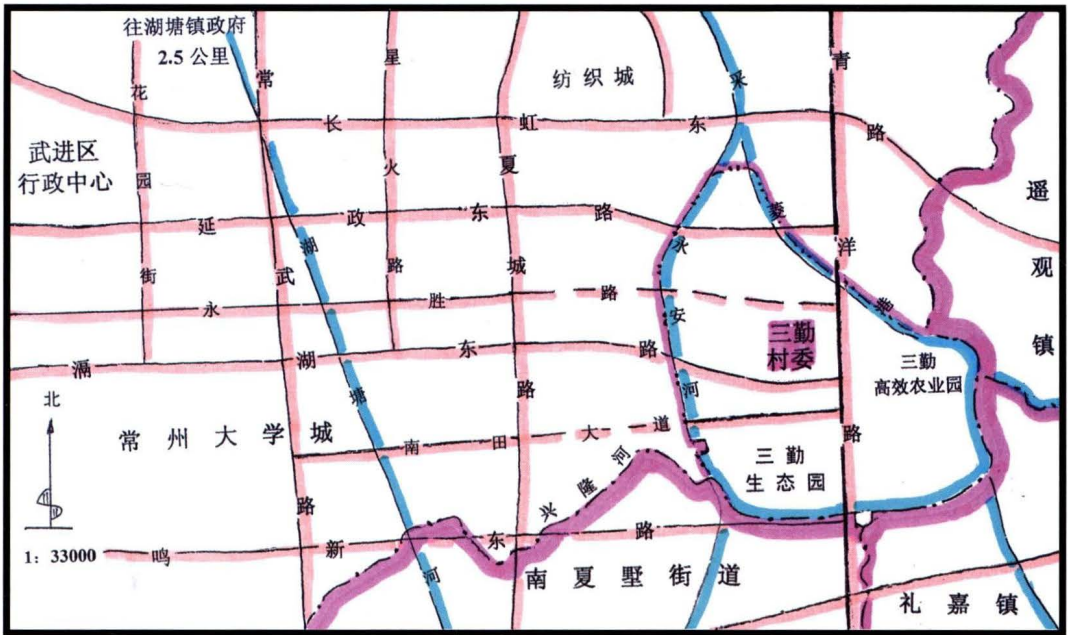 往湖塘镇政府
2.5 公里
纺织城
武进区
行政中心
花园街
常武路
星火路
夏城路
青洋路
长虹东路
延政东路
永胜路
滆湖东路
南田大道
鸣新东路
湖塘河
采菱港
永安河
兴隆河
三勤
村委
三勤
高效农业园
三勤
生态园
常州大学城
遥观镇
南夏墅街道
礼嘉镇
北
1: 33000